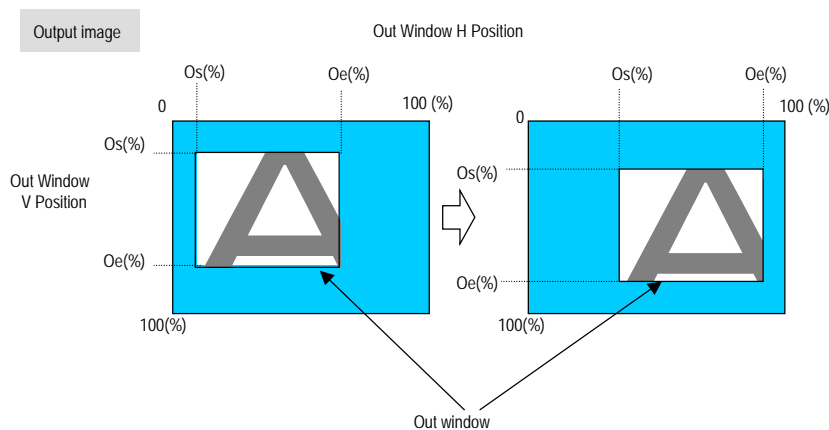 Output image
Out Window H Position
Os(%)
Oe(%)
0
100 (%)
Os(%)
Out Window
V Position
Oe(%)
100(%)
A
Os(%)
Oe(%)
0
100 (%)
Os(%)
Oe(%)
100(%)
A
Out window